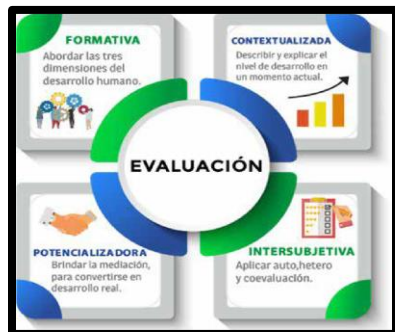 FORMATIVA
Abordar las tres
dimensiones del
desarrollo humano.
CONTEXTUALIZADA
Describir y explicar el
nivel de desarrollo en
un momento actual.
EVALUACIÓN
POTENCIALIZADORA
Brindar la mediación,
para convertirse en
desarrollo real.
INTERSUBJETIVA
Aplicar auto,hetero
y coevaluación.